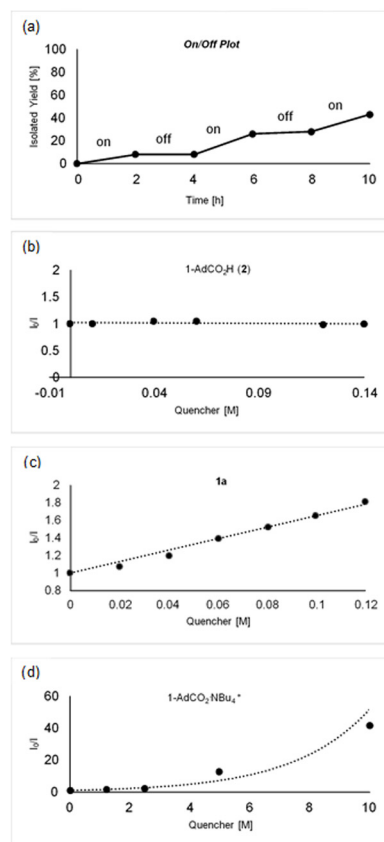 (a)
On/Off Plot
Isolated Yield [%]
100
80
60
40
20
0
on
off
on
off
on
0 2 4 6 8 10
Time [h]
(b)
1-AdCO2H (2)
I0/I
2
1.5
1
0.5
0
-0.01 0.04 0.09 0.14
Quencher [M]
(c)
1a
I0/I
2
1.8
1.6
1.4
1.2
1
0.8
0 0.02 0.04 0.06 0.08 0.1 0.12
Quencher [M]
(d)
1-AdCO2-NBu4+
I0/I
60
40
20
0
0 2 4 6 8 10
Quencher [M]